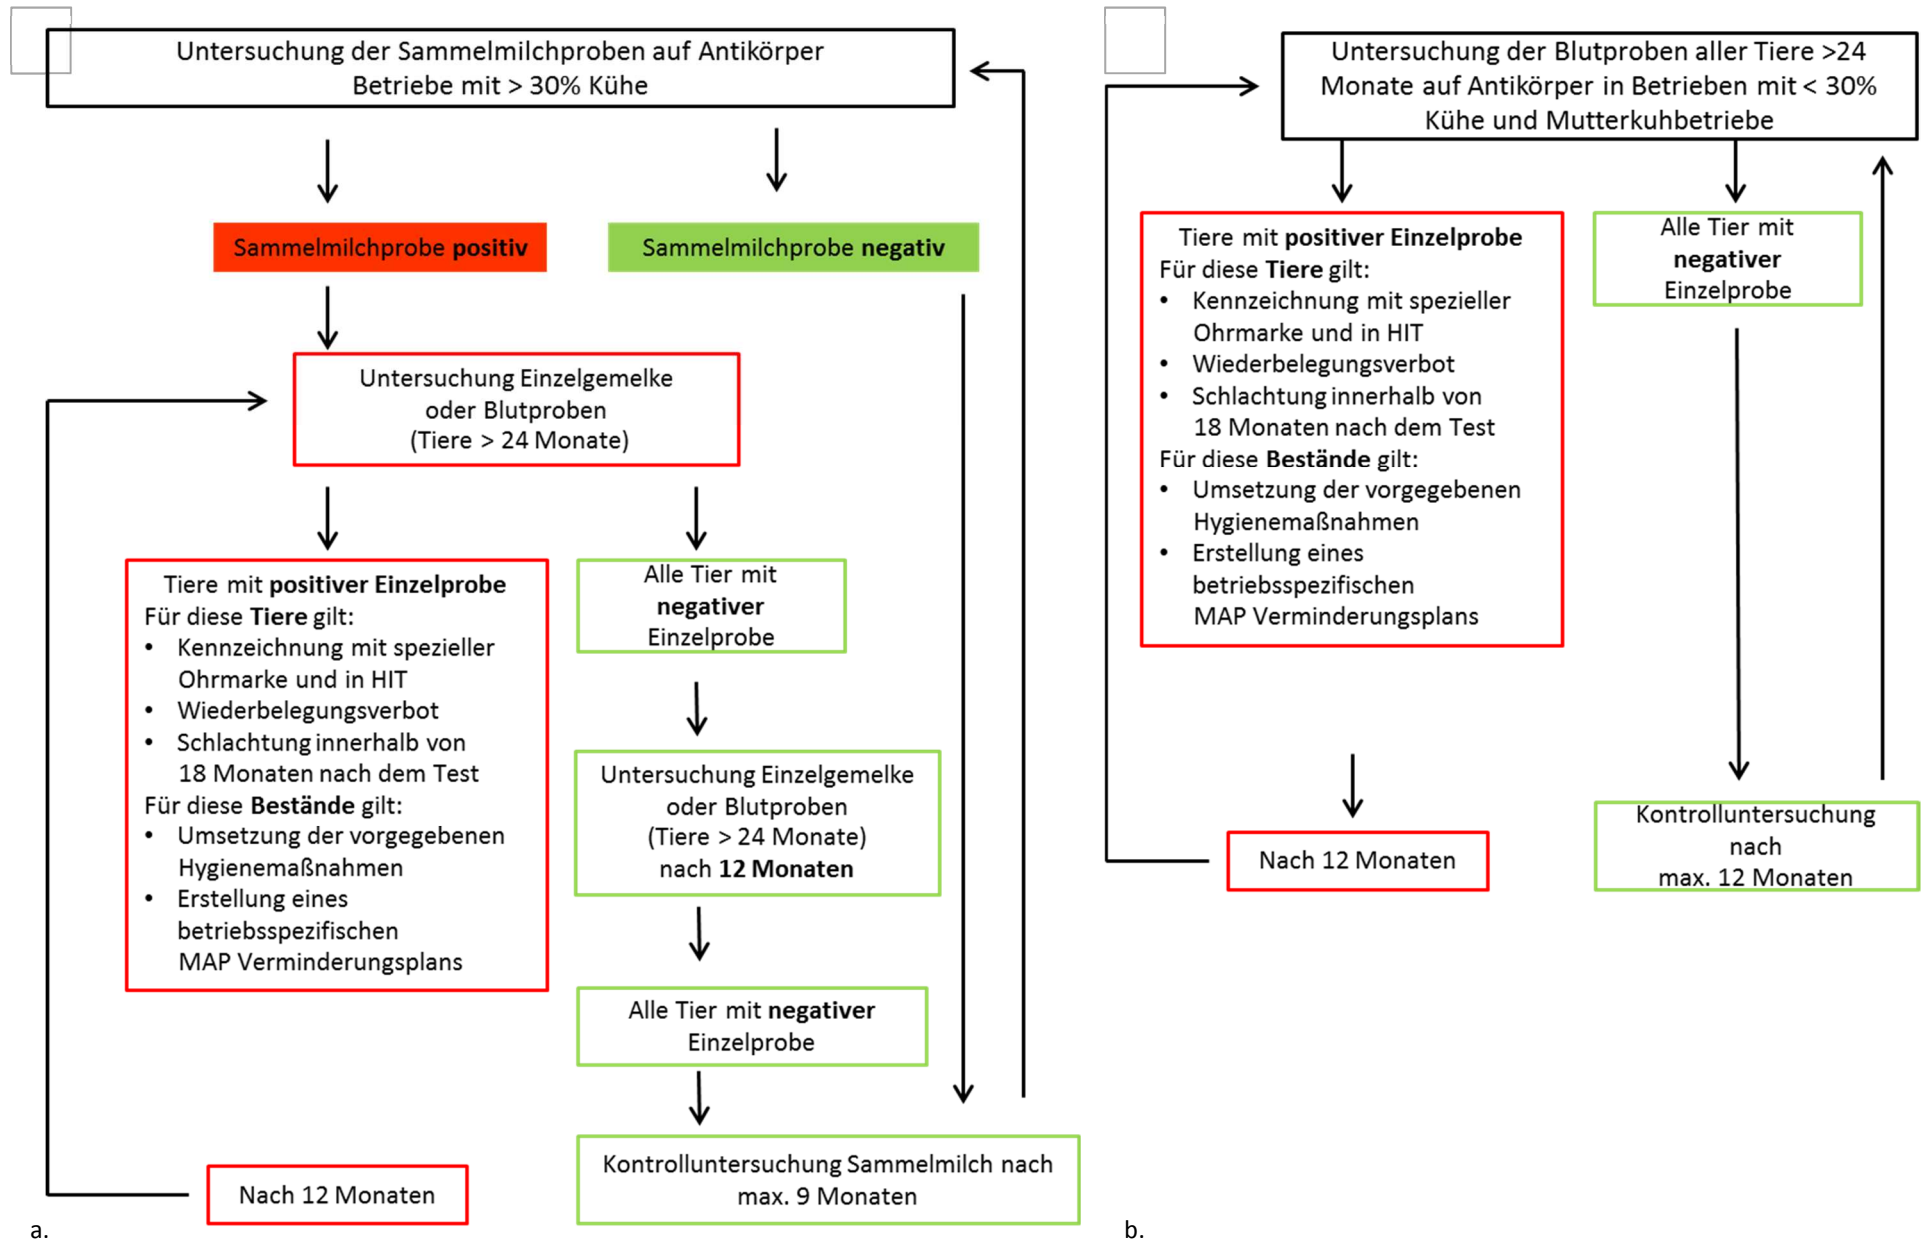 Untersuchung der Sammelmilchproben auf Antikörper
Betriebe mit > 30% Kühe
Sammelmilchprobe positiv
Sammelmilchprobe negativ
Untersuchung Einzelgemelke
oder Blutproben
(Tiere > 24 Monate)
Tiere mit positiver Einzelprobe
Für diese Tiere gilt:
• Kennzeichnung mit spezieller
Ohrmarke und in HIT
• Wiederbelegungsverbot
• Schlachtung innerhalb von
18 Monaten nach dem Test
Für diese Bestände gilt:
• Umsetzung der vorgegebenen
Hygienemaßnahmen
• Erstellung eines
betriebsspezifischen
MAP Verminderungsplans
Nach 12 Monaten
Alle Tier mit
negativer
Einzelprobe
Untersuchung Einzelgemelke
oder Blutproben
(Tiere > 24 Monate)
nach 12 Monaten
Alle Tier mit negativer
Einzelprobe
Kontrolluntersuchung Sammelmilch nach
max. 9 Monaten
a.
Untersuchung der Blutproben aller Tiere >24
Monate auf Antikörper in Betrieben mit < 30%
Kühe und Mutterkuhbetriebe
Tiere mit positiver Einzelprobe
Für diese Tiere gilt:
• Kennzeichnung mit spezieller
Ohrmarke und in HIT
• Wiederbelegungsverbot
• Schlachtung innerhalb von
18 Monaten nach dem Test
Für diese Bestände gilt:
• Umsetzung der vorgegebenen
Hygienemaßnahmen
• Erstellung eines
betriebsspezifischen
MAP Verminderungsplans
Nach 12 Monaten
Alle Tier mit
negativer
Einzelprobe
Kontrolluntersuchung
nach
max. 12 Monaten
b.